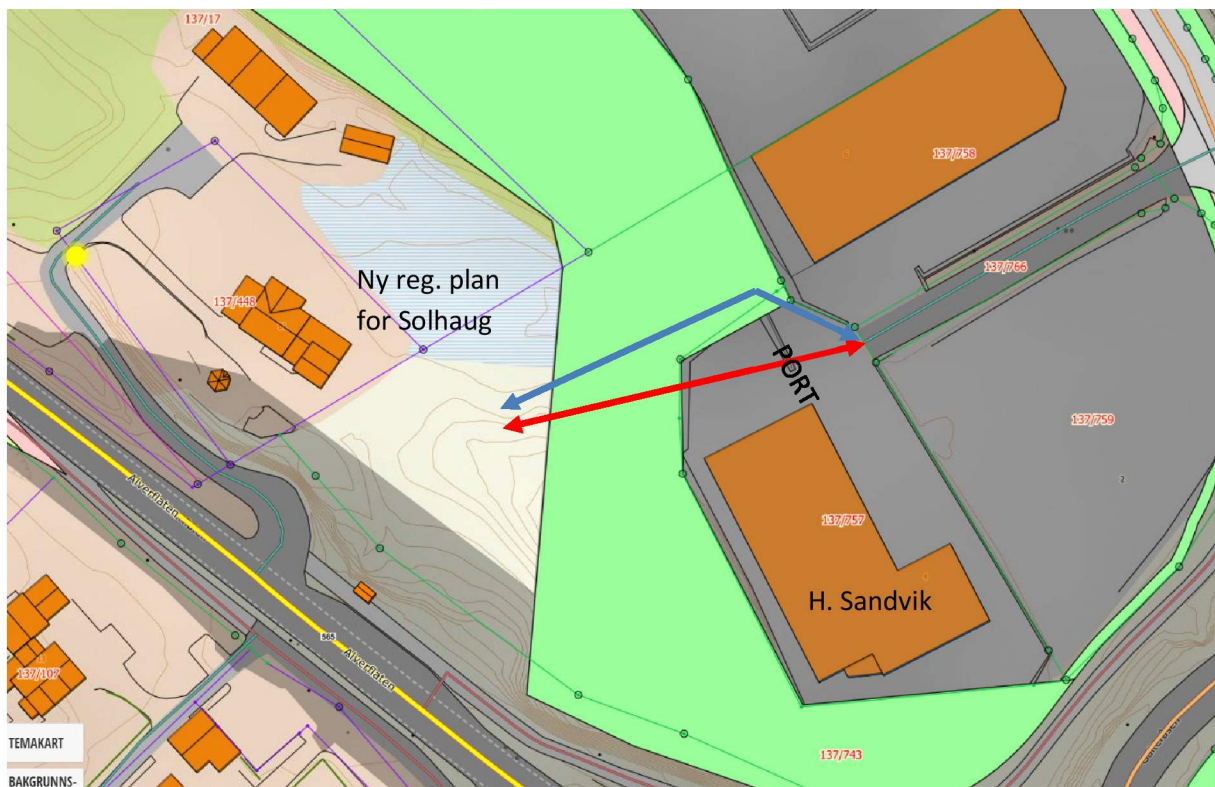 137/17
137/758
137/766
137/448
Ny reg. plan
for Solhaug
PORT
137/759
2
Alverflaten
137/757
H. Sandvik
565
Alverflaten
137/107
137/743
TEMAKART
BAKGRUNNS-